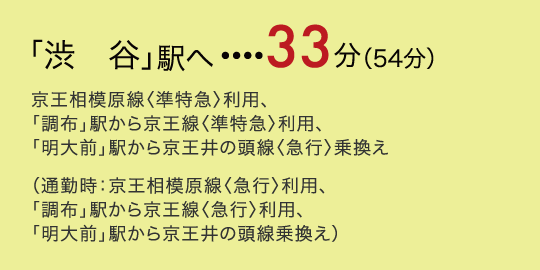 「渋　谷」駅へ ････33分（54分）
京王相模原線〈準特急〉利用、
「調布」駅から京王線〈準特急〉利用、
「明大前」駅から京王井の頭線〈急行〉乗換え
（通勤時：京王相模原線〈急行〉利用、
「調布」駅から京王線〈急行〉利用、
「明大前」駅から京王井の頭線乗換え）